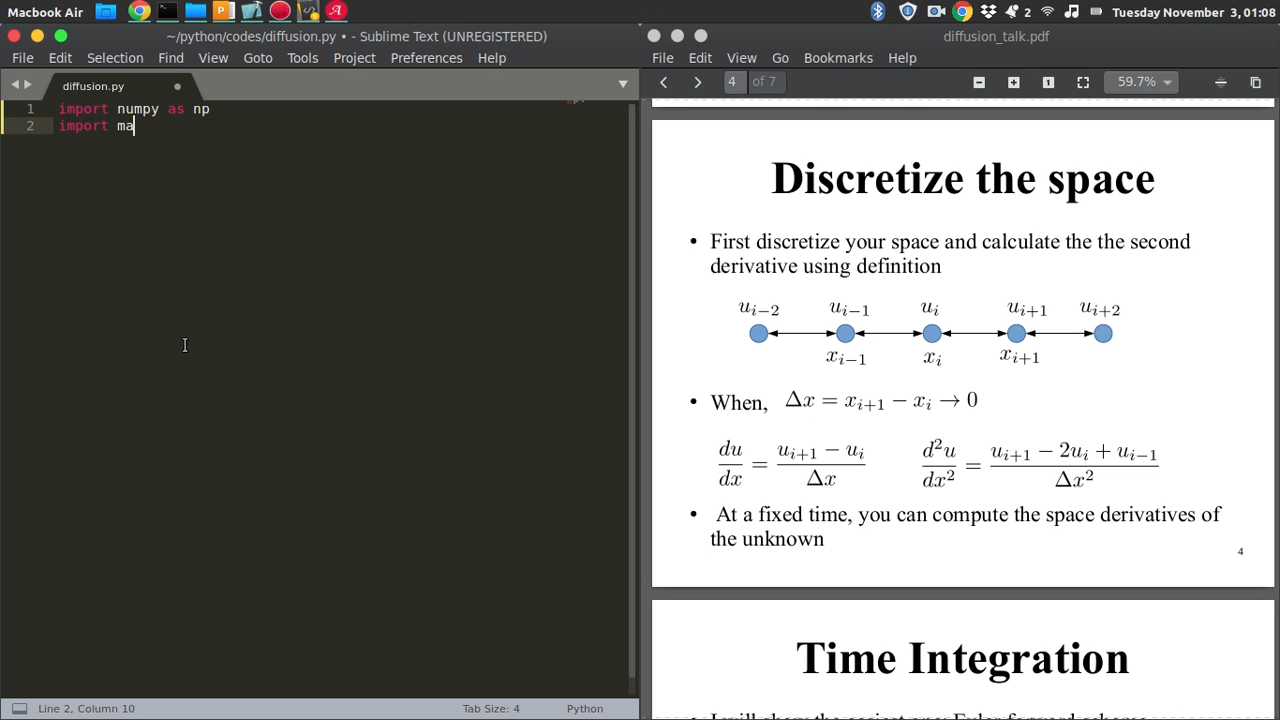 Macbook Air
2
Tuesday November 3, 01:08
~/python/codes/diffusion.py • - Sublime Text (UNREGISTERED)
File Edit Selection Find View Goto Tools Project Preferences Help
diffusion.py
1 import numpy as np
2 import ma
Line 2, Column 10
Tab Size: 4
Python
diffusion_talk.pdf
File Edit View Go Bookmarks Help
4 of 7
59.7%
Discretize the space
• First discretize your space and calculate the the second
derivative using definition
u_{i−2} u_{i−1} u_i u_{i+1} u_{i+2}
x_{i−1} x_i x_{i+1}
• When, Δx = x_{i+1} − x_i → 0
du/dx = (u_{i+1} − u_i)/Δx d²u/dx² = (u_{i+1} − 2u_i + u_{i−1})/Δx²
• At a fixed time, you can compute the space derivatives of
the unknown
4
Time Integration